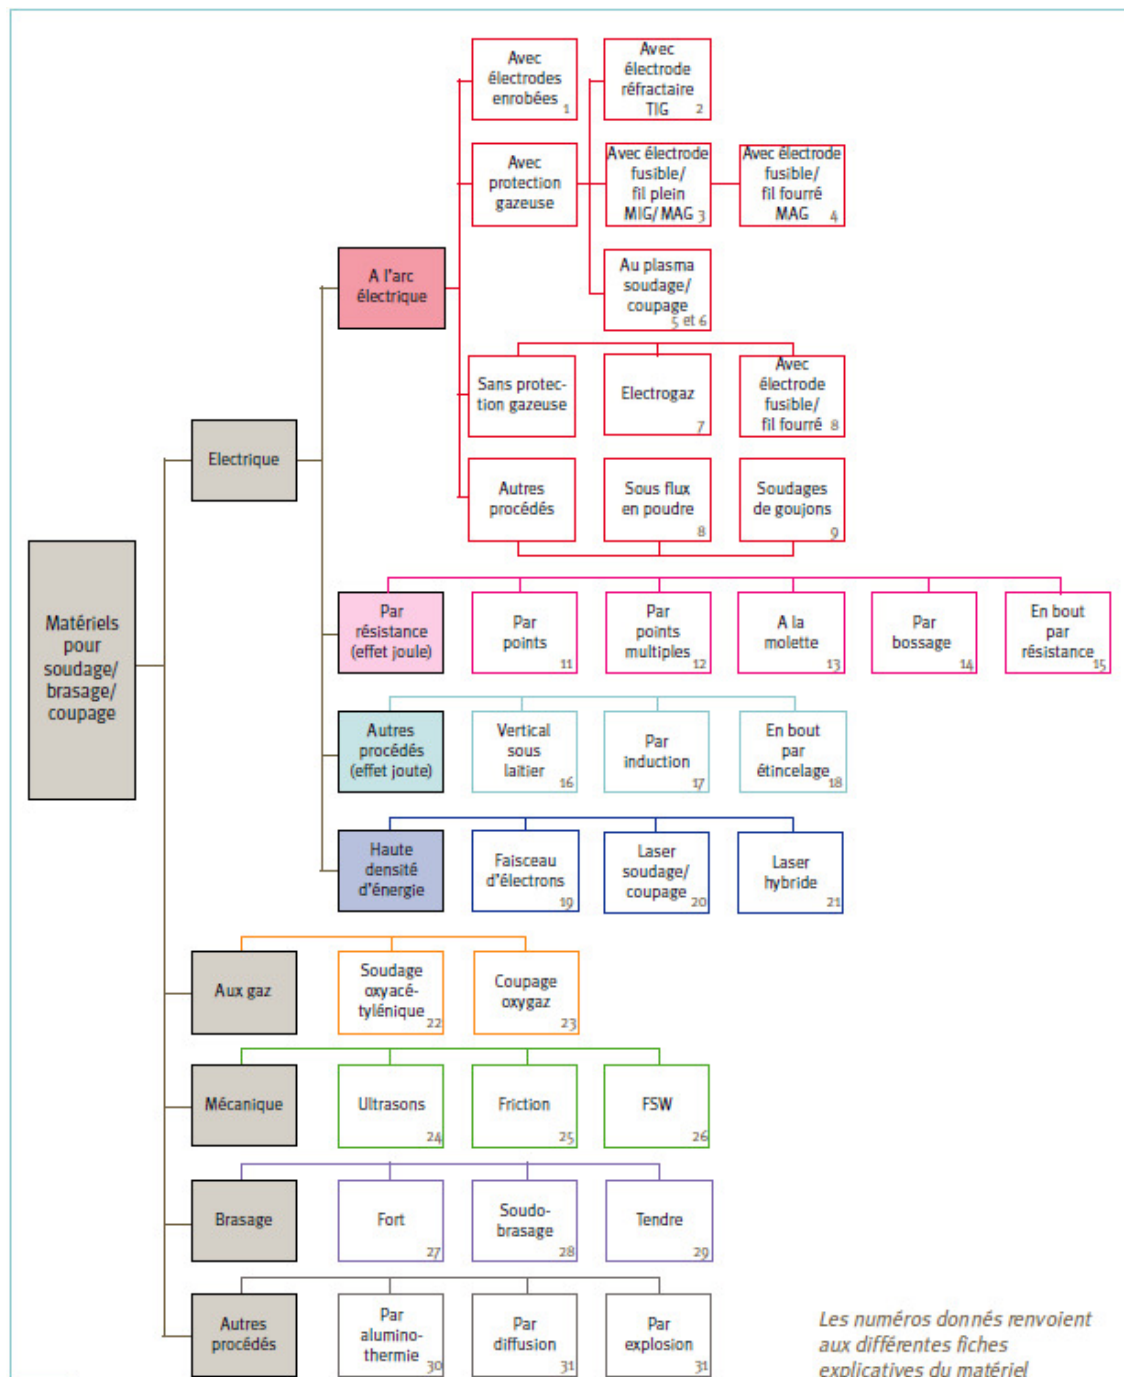 Avec
électrodes
enrobées
1
Avec
électrode
réfractaire
TIG 2
Avec
protection
gazeuse
Avec électrode
fusible/
fil plein
MIG/MAG 3
Avec électrode
fusible/
fil fourré
MAG 4
A l'arc
électrique
Au plasma
soudage/
coupage
5 et 6
Sans protec-
tion gazeuse
Electrogaz
7
Avec
électrode
fusible/
fil fourré 8
Electrique
Autres
procédés
Sous flux
en poudre
8
Soudages
de goujons
9
Matériels
pour
soudage/
brasage/
coupage
Par
résistance
(effet joule)
Par
points
11
Par
points
multiples
12
A la
molette
13
Par
bossage
14
En bout
par
résistance
15
Autres
procédés
(effet joute)
Vertical
sous
laitier
16
Par
induction
17
En bout
par
étincelage
18
Haute
densité
d'énergie
Faisceau
d'électrons
19
Laser
soudage/
coupage
20
Laser
hybride
21
Aux gaz
Soudage
oxyacé-
tylénique
22
Coupage
oxygaz
23
Mécanique
Ultrasons
24
Friction
25
FSW
26
Brasage
Fort
27
Soudo-
brasage
28
Tendre
29
Autres
procédés
Par
alumino-
thermie
30
Par
diffusion
31
Par
explosion
31
Les numéros donnés renvoient
aux différentes fiches
explicatives du matériel